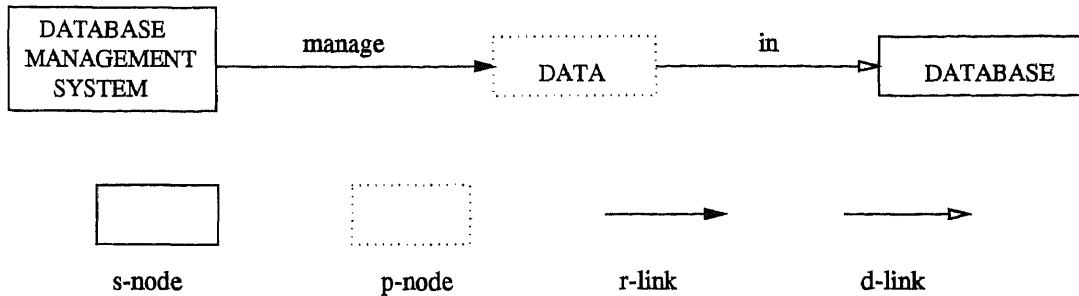 DATABASE
MANAGEMENT
SYSTEM
manage
DATA
in
DATABASE
s-node
p-node
r-link
d-link